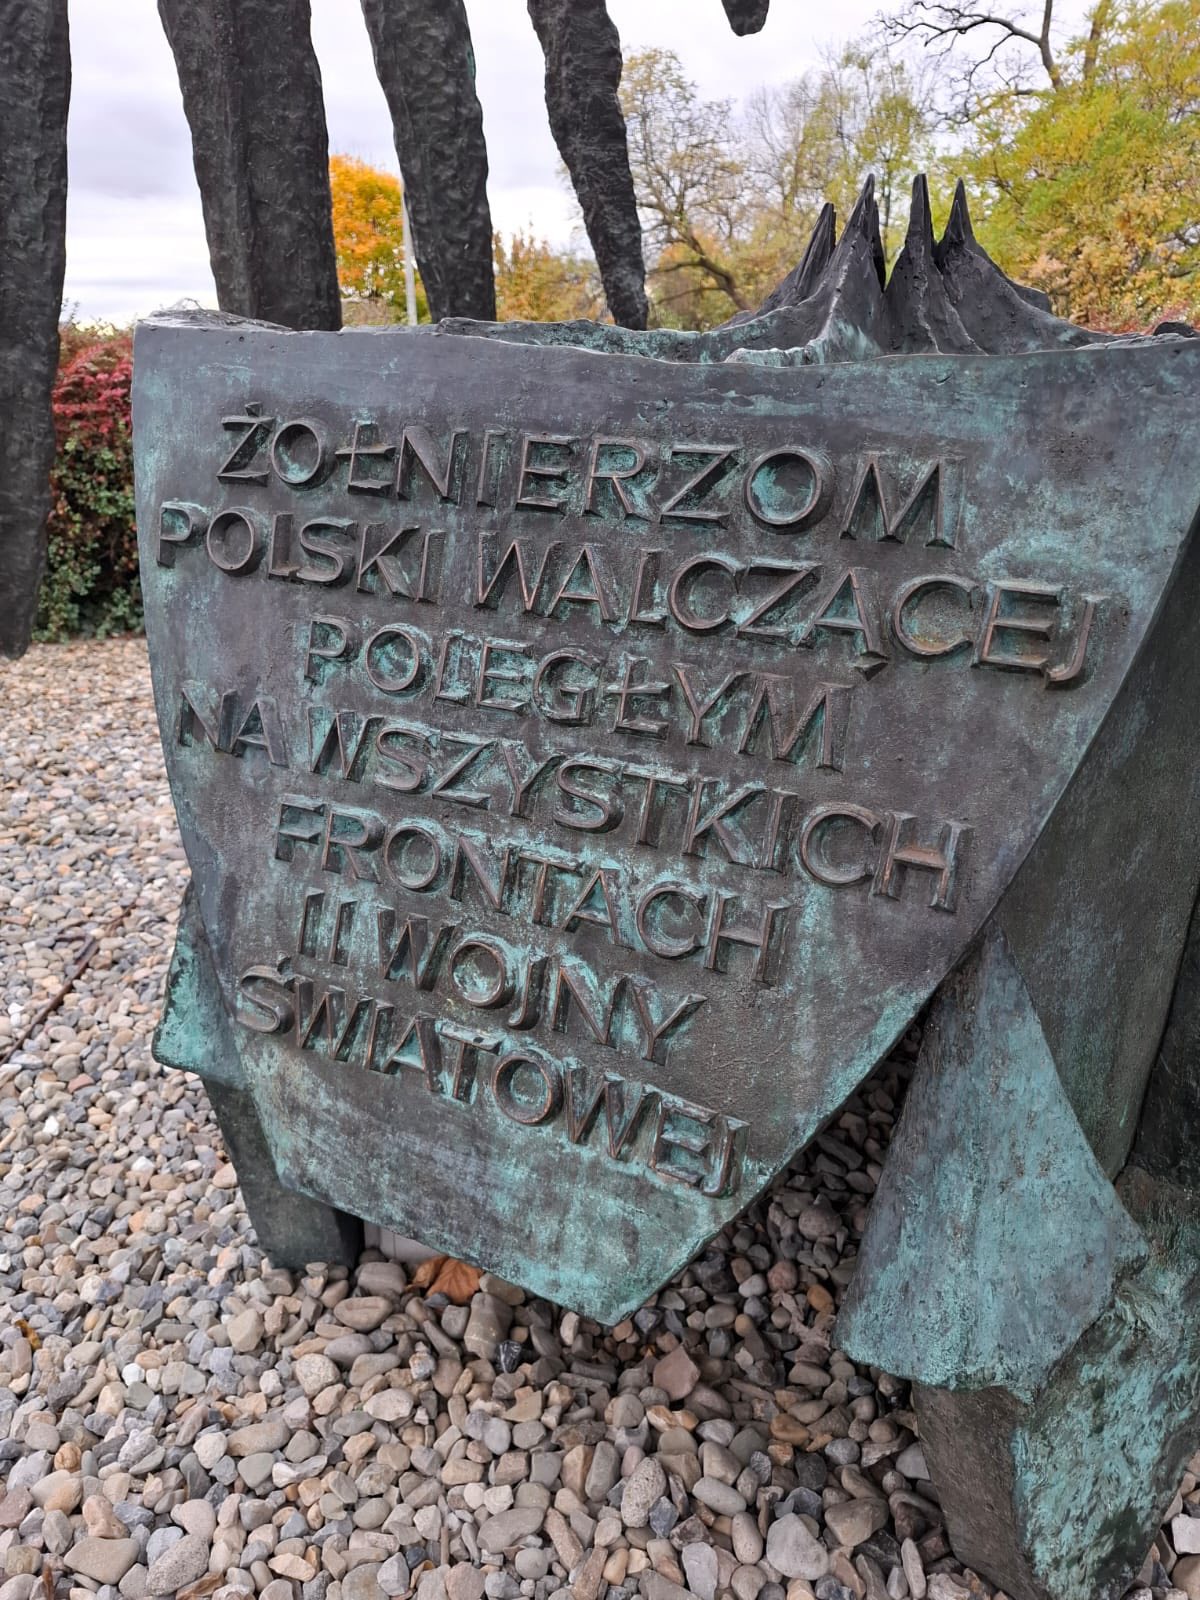 ŻOŁNIERZOM
POLSKI WALCZĄCEJ
POLEGŁYM
NA WSZYSTKICH
FRONTACH
II WOJNY
ŚWIATOWEJ